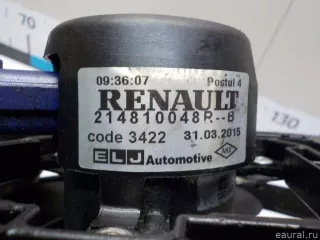 70
09:36:07 Postul 4
RENAULT
214810048R--B
code 3422 31.03.2015
ELJ Automotive
130
eaural.ru